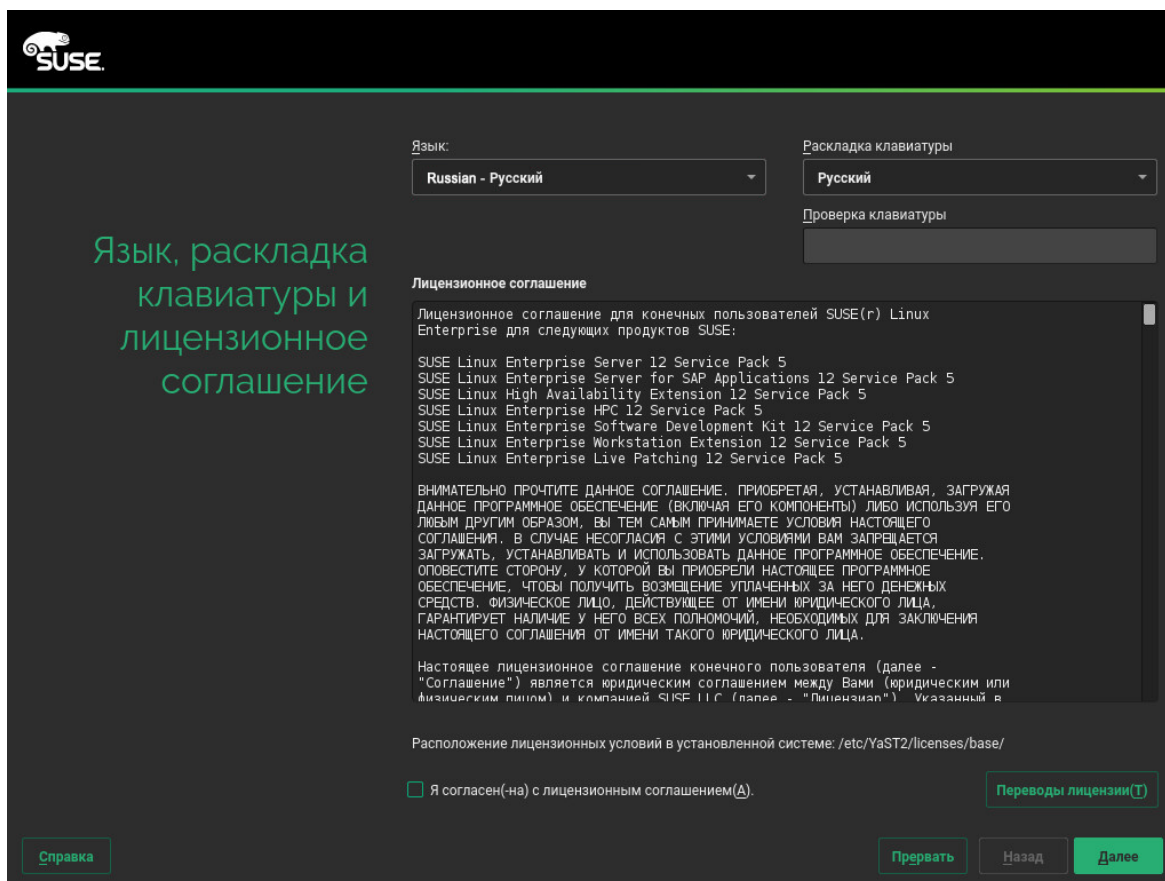 SUSE.
Язык, раскладка
клавиатуры и
лицензионное
соглашение
Язык:
Russian - Русский
Раскладка клавиатуры
Русский
Проверка клавиатуры
Лицензионное соглашение
Лицензионное соглашение для конечных пользователей SUSE(r) Linux
Enterprise для следующих продуктов SUSE:
SUSE Linux Enterprise Server 12 Service Pack 5
SUSE Linux Enterprise Server for SAP Applications 12 Service Pack 5
SUSE Linux High Availability Extension 12 Service Pack 5
SUSE Linux Enterprise HPC 12 Service Pack 5
SUSE Linux Enterprise Software Development Kit 12 Service Pack 5
SUSE Linux Enterprise Workstation Extension 12 Service Pack 5
SUSE Linux Enterprise Live Patching 12 Service Pack 5
ВНИМАТЕЛЬНО ПРОЧТИТЕ ДАННОЕ СОГЛАШЕНИЕ. ПРИОБРЕТАЯ, УСТАНАВЛИВАЯ, ЗАГРУЖАЯ
ДАННОЕ ПРОГРАММНОЕ ОБЕСПЕЧЕНИЕ (ВКЛЮЧАЯ ЕГО КОМПОНЕНТЫ) ЛИБО ИСПОЛЬЗУЯ ЕГО
ЛЮБЫМ ДРУГИМ ОБРАЗОМ, ВЫ ТЕМ САМЫМ ПРИНИМАЕТЕ УСЛОВИЯ НАСТОЯЩЕГО
СОГЛАШЕНИЯ. В СЛУЧАЕ НЕСОГЛАСИЯ С ЭТИМИ УСЛОВИЯМИ ВАМ ЗАПРЕЩАЕТСЯ
ЗАГРУЖАТЬ, УСТАНАВЛИВАТЬ И ИСПОЛЬЗОВАТЬ ДАННОЕ ПРОГРАММНОЕ ОБЕСПЕЧЕНИЕ.
ОПОВЕСТИТЕ СТОРОНУ, У КОТОРОЙ ВЫ ПРИОБРЕЛИ НАСТОЯЩЕЕ ПРОГРАММНОЕ
ОБЕСПЕЧЕНИЕ, ЧТОБЫ ПОЛУЧИТЬ ВОЗМЕЩЕНИЕ УПЛАЧЕННЫХ ЗА НЕГО ДЕНЕЖНЫХ
СРЕДСТВ. ФИЗИЧЕСКОЕ ЛИЦО, ДЕЙСТВУЮЩЕЕ ОТ ИМЕНИ ЮРИДИЧЕСКОГО ЛИЦА,
ГАРАНТИРУЕТ НАЛИЧИЕ У НЕГО ВСЕХ ПОЛНОМОЧИЙ, НЕОБХОДИМЫХ ДЛЯ ЗАКЛЮЧЕНИЯ
НАСТОЯЩЕГО СОГЛАШЕНИЯ ОТ ИМЕНИ ТАКОГО ЮРИДИЧЕСКОГО ЛИЦА.
Настоящее лицензионное соглашение конечного пользователя (далее -
"Соглашение") является юридическим соглашением между Вами (юридическим или
физическим лицом) и компанией SUSE LLC (далее - "Лицензиар"). Указанный в
Расположение лицензионных условий в установленной системе: /etc/YaST2/licenses/base/
Я согласен(-на) с лицензионным соглашением(A).
Переводы лицензии(T)
Справка
Прервать
Назад
Далее